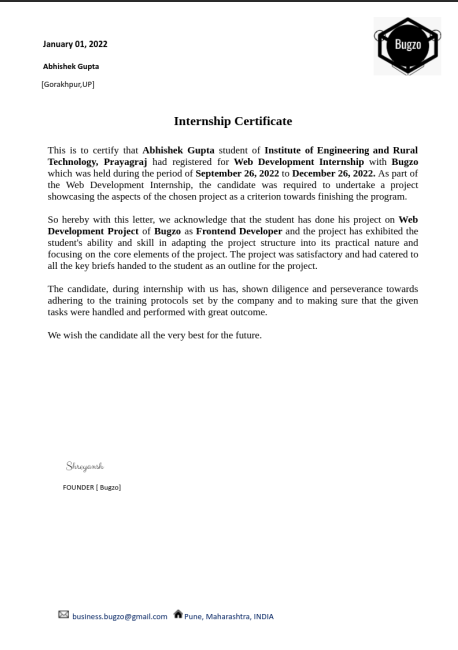 January 01, 2022
Bugzo
Abhishek Gupta
[Gorakhpur,UP]
Internship Certificate
This is to certify that Abhishek Gupta student of Institute of Engineering and Rural
Technology, Prayagraj had registered for Web Development Internship with Bugzo
which was held during the period of September 26, 2022 to December 26, 2022. As part of
the Web Development Internship, the candidate was required to undertake a project
showcasing the aspects of the chosen project as a criterion towards finishing the program.
So hereby with this letter, we acknowledge that the student has done his project on Web
Development Project of Bugzo as Frontend Developer and the project has exhibited the
student's ability and skill in adapting the project structure into its practical nature and
focusing on the core elements of the project. The project was satisfactory and had catered to
all the key briefs handed to the student as an outline for the project.
The candidate, during internship with us has, shown diligence and perseverance towards
adhering to the training protocols set by the company and to making sure that the given
tasks were handled and performed with great outcome.
We wish the candidate all the very best for the future.
Shreyansh
FOUNDER [ Bugzo]
business.bugzo@gmail.com Pune, Maharashtra, INDIA